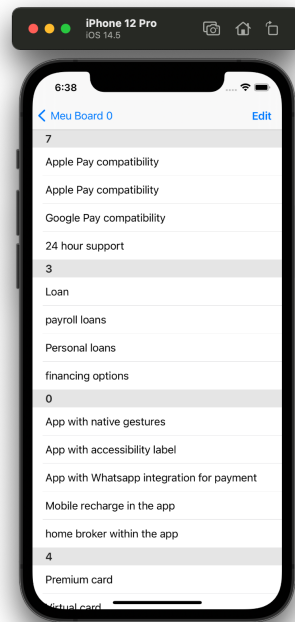 iPhone 12 Pro
iOS 14.5
6:38
Meu Board 0
Edit
7
Apple Pay compatibility
Apple Pay compatibility
Google Pay compatibility
24 hour support
3
Loan
payroll loans
Personal loans
financing options
0
App with native gestures
App with accessibility label
App with Whatsapp integration for payment
Mobile recharge in the app
home broker within the app
4
Premium card
Virtual card